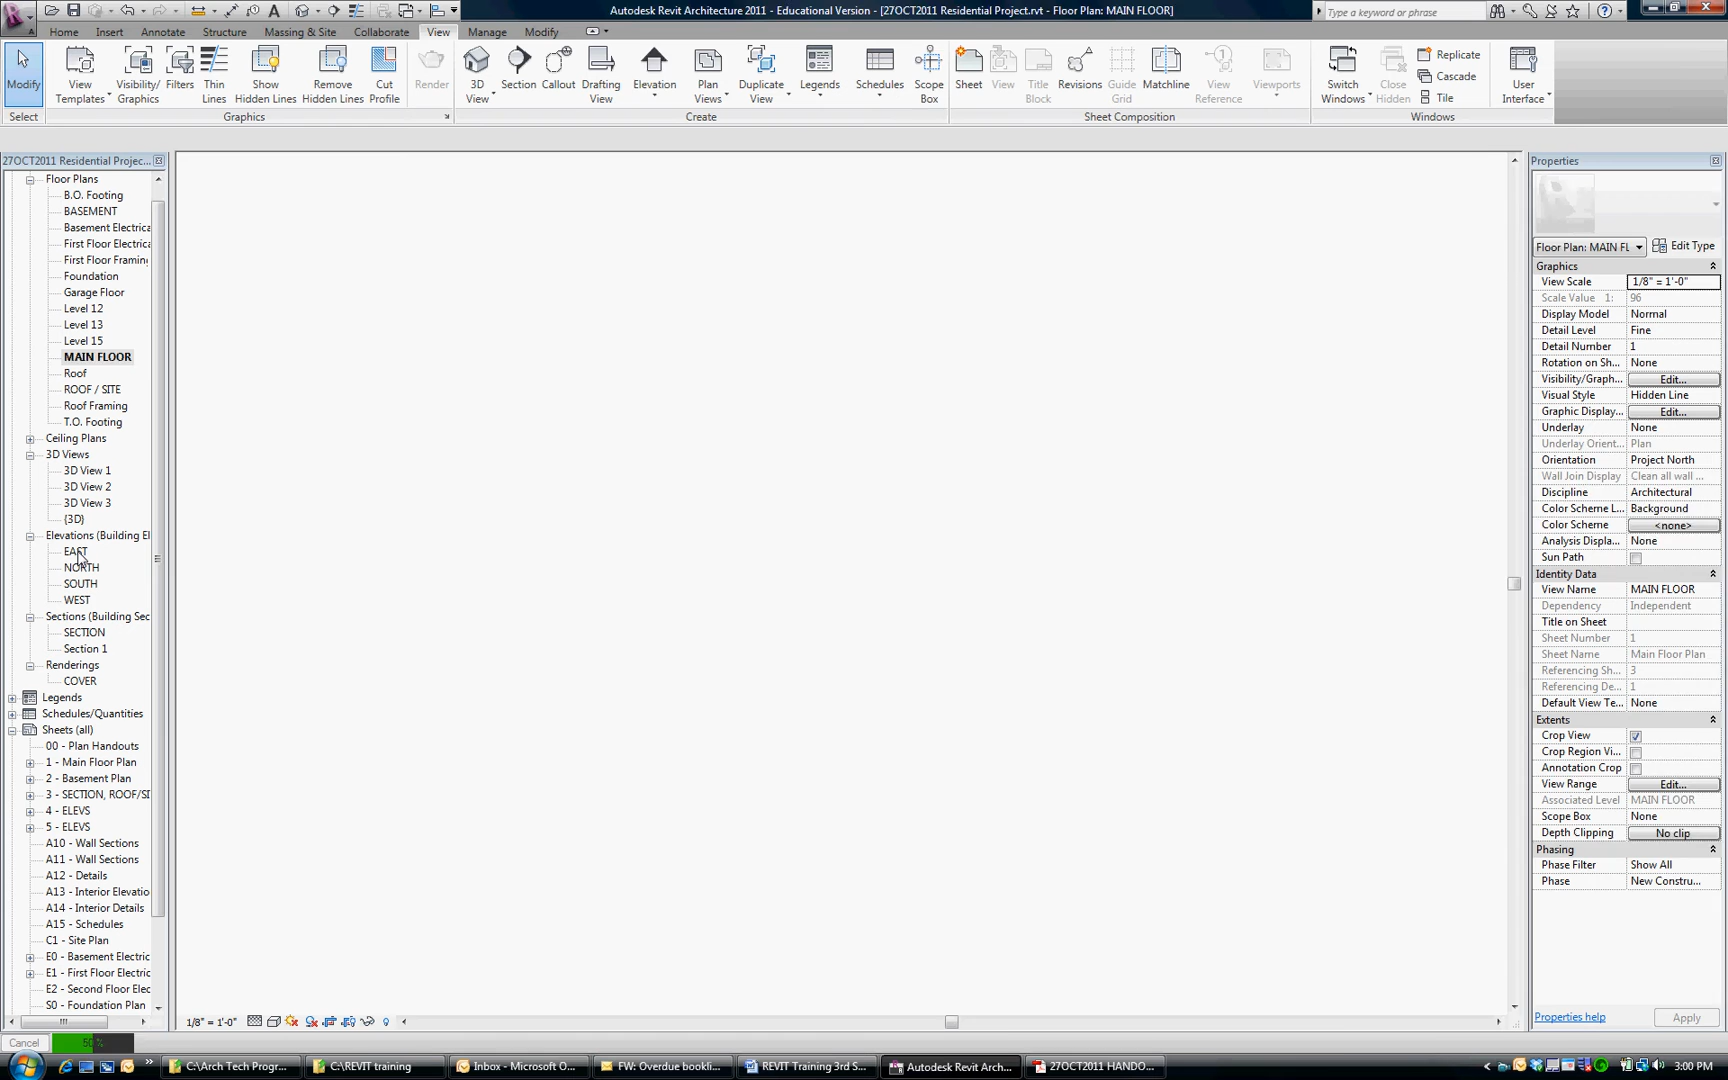 Autodesk Revit Architecture 2011 - Educational Version - [27OCT2011 Residential Project.rvt - Floor Plan: MAIN FLOOR]
Type a keyword or phrase
Home Insert Annotate Structure Massing & Site Collaborate View Manage Modify
Modify
View Templates
Visibility/ Graphics
Filters
Thin Lines
Show Hidden Lines
Remove Hidden Lines
Cut Profile
Render
3D View
Section
Callout
Drafting View
Elevation
Plan Views
Duplicate View
Legends
Schedules
Scope Box
Sheet
View
Title Block
Revisions
Guide Grid
Matchline
View Reference
Viewports
Switch Windows
Close Hidden
Replicate
Cascade
Tile
User Interface
Select Graphics Create Sheet Composition Windows
27OCT2011 Residential Projec...
Floor Plans
B.O. Footing
BASEMENT
Basement Electrica
First Floor Electrica
First Floor Framing
Foundation
Garage Floor
Level 12
Level 13
Level 15
MAIN FLOOR
Roof
ROOF / SITE
Roof Framing
T.O. Footing
Ceiling Plans
3D Views
3D View 1
3D View 2
3D View 3
{3D}
Elevations (Building El
EAST
NORTH
SOUTH
WEST
Sections (Building Sec
SECTION
Section 1
Renderings
COVER
Legends
Schedules/Quantities
Sheets (all)
00 - Plan Handouts
1 - Main Floor Plan
2 - Basement Plan
3 - SECTION, ROOF/SI
4 - ELEVS
5 - ELEVS
A10 - Wall Sections
A11 - Wall Sections
A12 - Details
A13 - Interior Elevatio
A14 - Interior Details
A15 - Schedules
C1 - Site Plan
E0 - Basement Electric
E1 - First Floor Electric
E2 - Second Floor Elec
S0 - Foundation Plan
Properties
Floor Plan: MAIN FL Edit Type
Graphics
View Scale 1/8" = 1'-0"
Scale Value 1: 96
Display Model Normal
Detail Level Fine
Detail Number 1
Rotation on Sh... None
Visibility/Graph... Edit...
Visual Style Hidden Line
Graphic Display... Edit...
Underlay None
Underlay Orient... Plan
Orientation Project North
Wall Join Display Clean all wall ...
Discipline Architectural
Color Scheme L... Background
Color Scheme <none>
Analysis Displa... None
Sun Path
Identity Data
View Name MAIN FLOOR
Dependency Independent
Title on Sheet
Sheet Number 1
Sheet Name Main Floor Plan
Referencing Sh... 3
Referencing De... 1
Default View Te... None
Extents
Crop View
Crop Region Vi...
Annotation Crop
View Range Edit...
Associated Level MAIN FLOOR
Scope Box None
Depth Clipping No clip
Phasing
Phase Filter Show All
Phase New Constru...
Properties help Apply
1/8" = 1'-0"
Cancel 50 %
C:\Arch Tech Progr... C:\REVIT training Inbox - Microsoft O... FW: Overdue bookli... REVIT Training 3rd S... Autodesk Revit Arch... 27OCT2011 HANDO... 3:00 PM